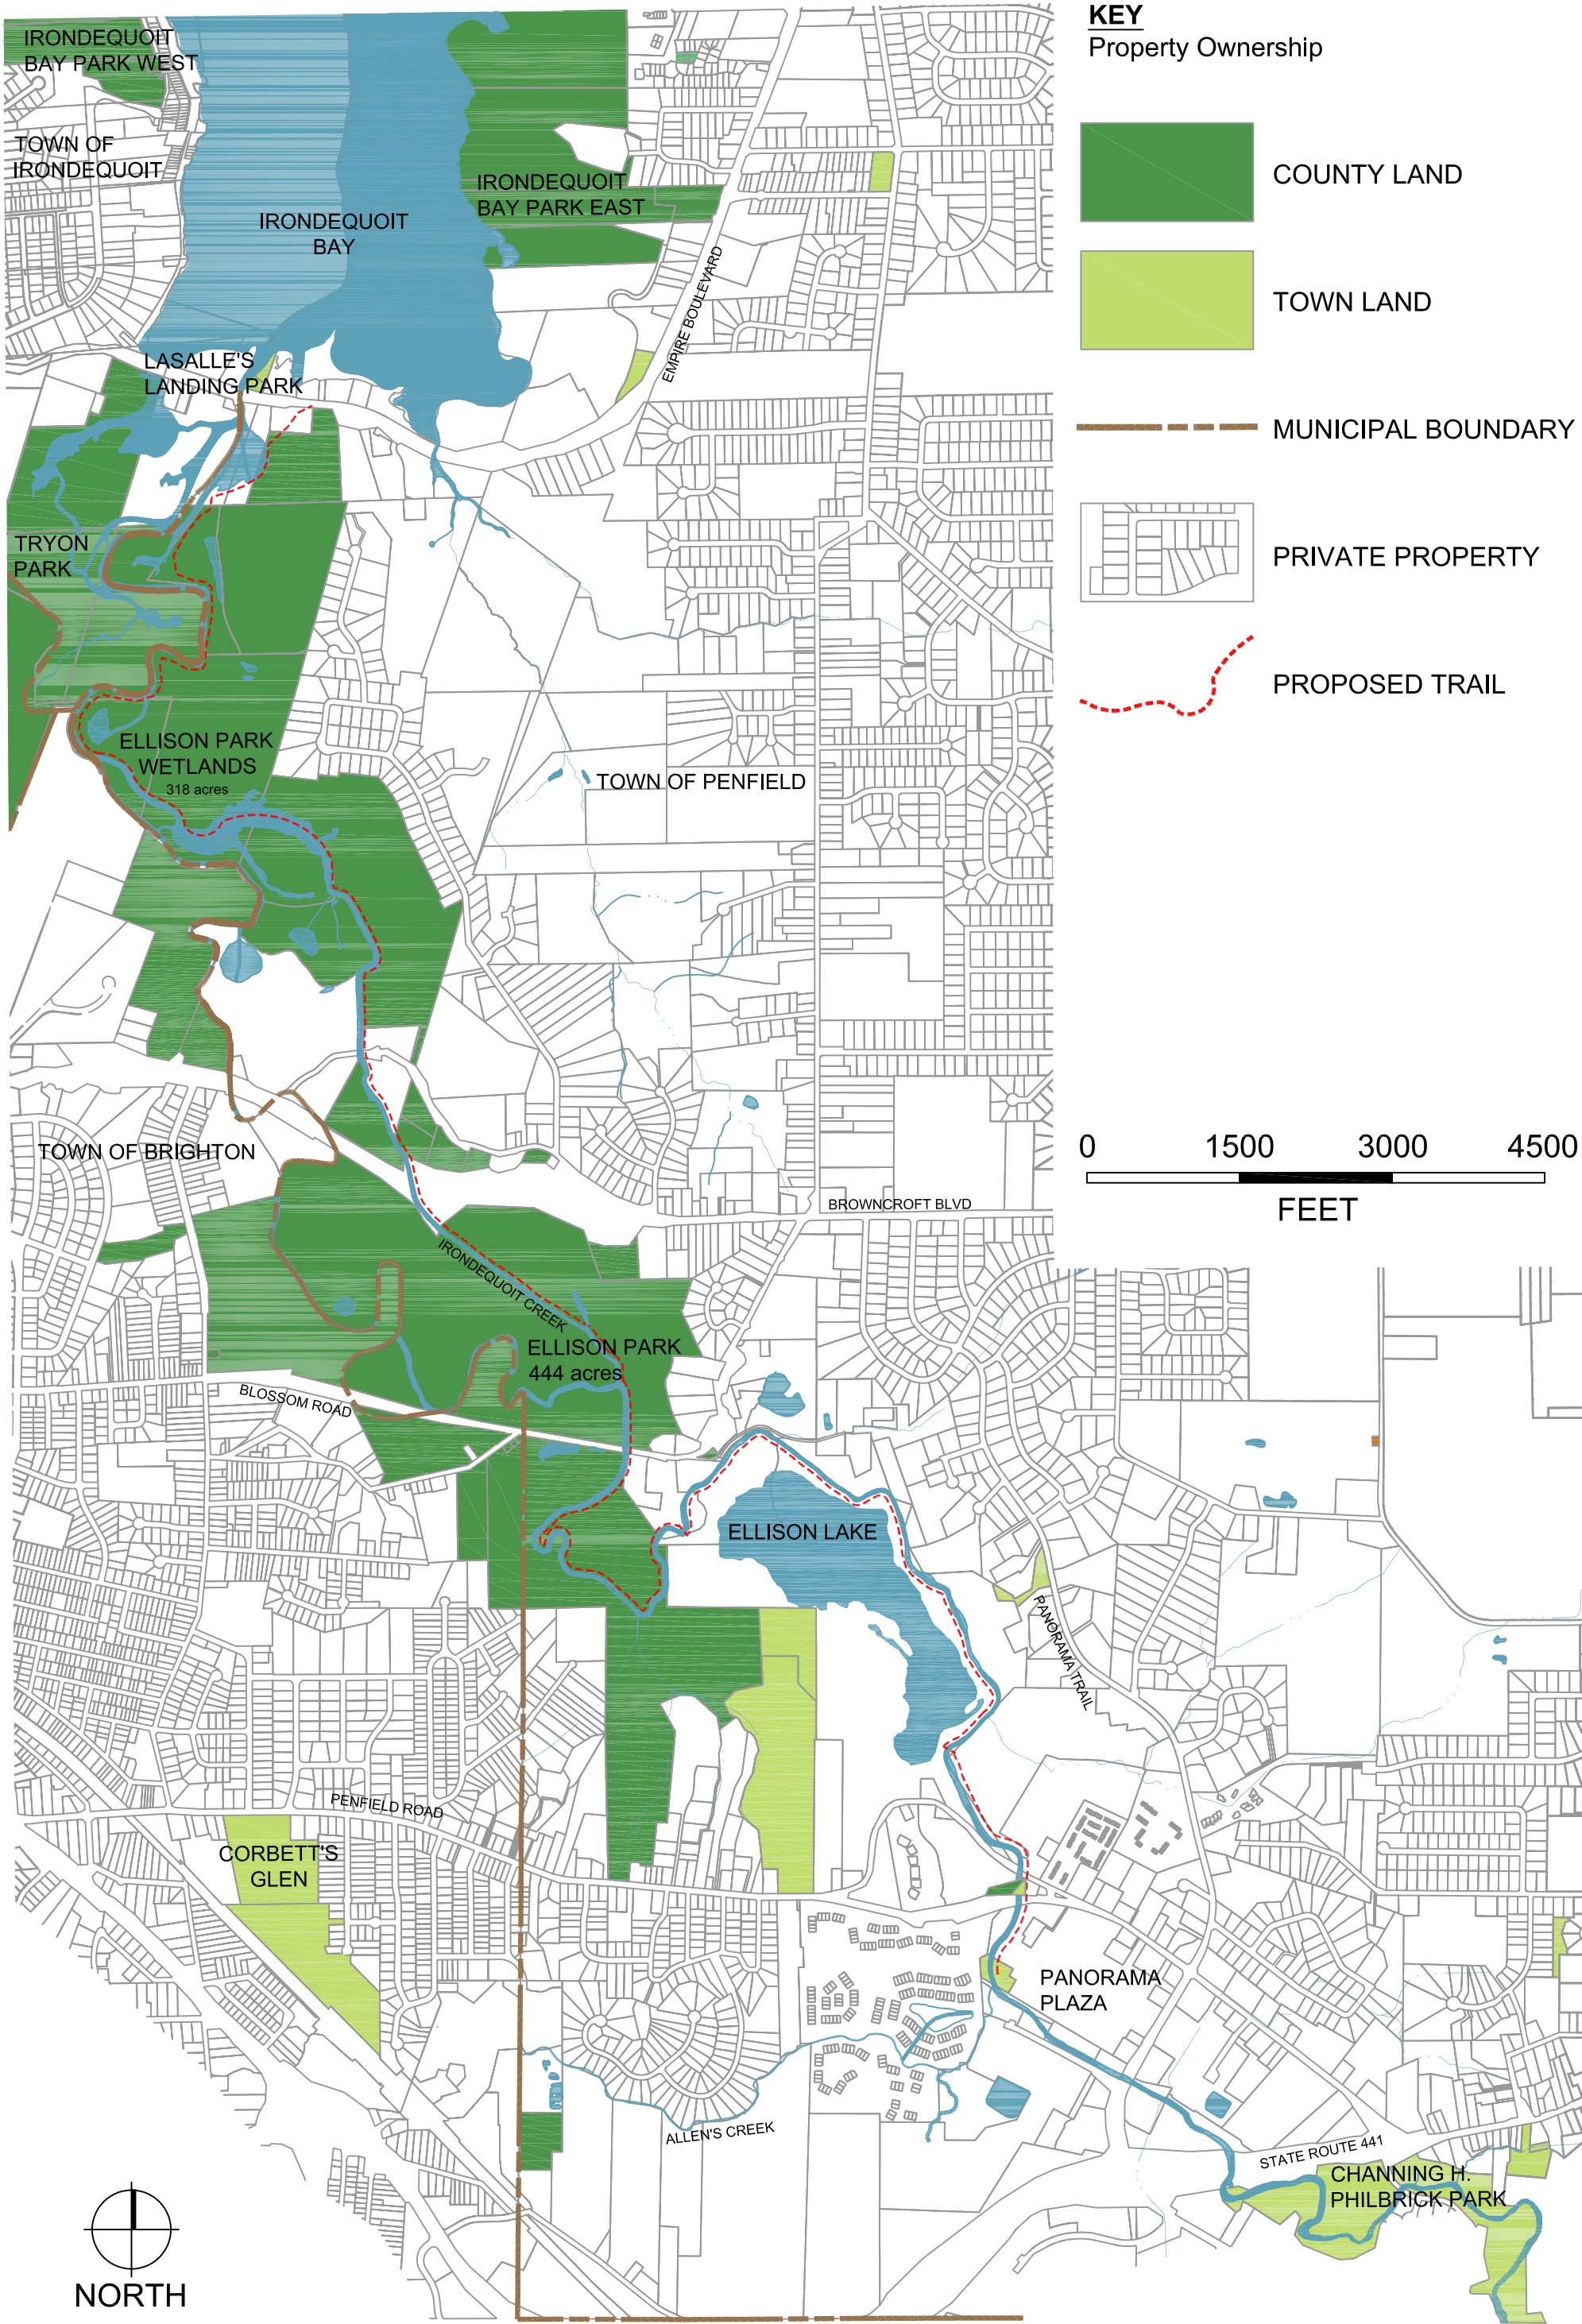 KEY
Property Ownership
COUNTY LAND
TOWN LAND
MUNICIPAL BOUNDARY
PRIVATE PROPERTY
PROPOSED TRAIL
0 1500 3000 4500
FEET
IRONDEQUOIT
BAY PARK WEST
TOWN OF
IRONDEQUOIT
IRONDEQUOIT
BAY
IRONDEQUOIT
BAY PARK EAST
EMPIRE BOULEVARD
LASALLE'S
LANDING PARK
TRYON
PARK
ELLISON PARK
WETLANDS
318 acres
TOWN OF PENFIELD
TOWN OF BRIGHTON
BROWNCROFT BLVD
IRONDEQUOIT CREEK
ELLISON PARK
444 acres
BLOSSOM ROAD
ELLISON LAKE
PANORAMA TRAIL
PENFIELD ROAD
CORBETT'S
GLEN
PANORAMA
PLAZA
ALLEN'S CREEK
STATE ROUTE 441
CHANNING H.
PHILBRICK PARK
NORTH